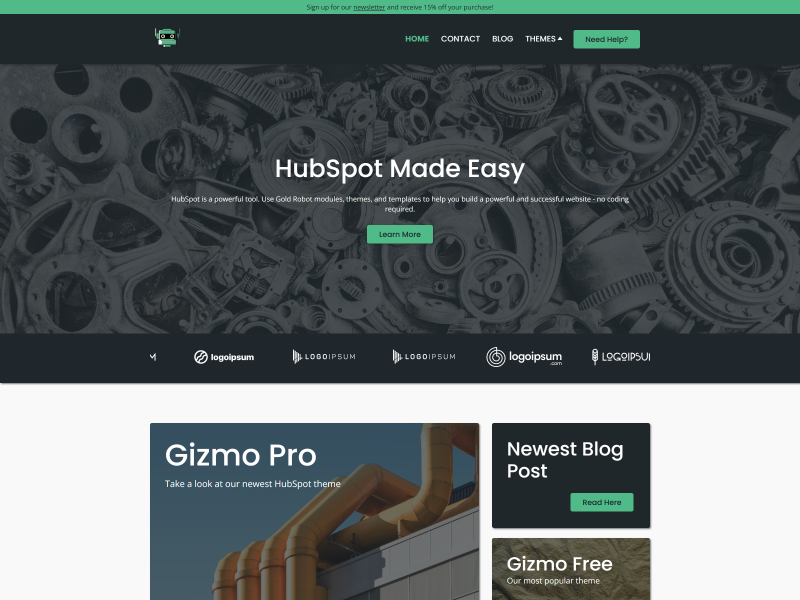 Sign up for our newsletter and receive 15% off your purchase!
HOME CONTACT BLOG THEMES Need Help?
HubSpot Made Easy
HubSpot is a powerful tool. Use Gold Robot modules, themes, and templates to help you build a powerful and successful website - no coding
required.
Learn More
logoipsum LOGOIPSUM LOGOIPSUM logoipsum .com LOGOIPSU
Gizmo Pro
Take a look at our newest HubSpot theme
Newest Blog
Post
Read Here
Gizmo Free
Our most popular theme